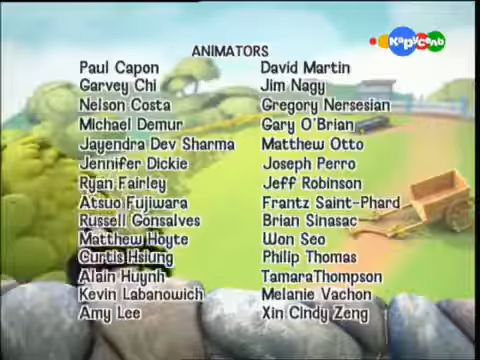 Карусель
ANIMATORS
Paul Capon David Martin
Garvey Chi Jim Nagy
Nelson Costa Gregory Nersesian
Michael Demur Gary O'Brian
Jayendra Dev Sharma Matthew Otto
Jennifer Dickie Joseph Perro
Ryan Fairley Jeff Robinson
Atsuo Fujiwara Frantz Saint-Phard
Russell Gonsalves Brian Sinasac
Matthew Hoyte Won Seo
Curtis Hsiung Philip Thomas
Alain Huynh TamaraThompson
Kevin Labanowich Melanie Vachon
Amy Lee Xin Cindy Zeng